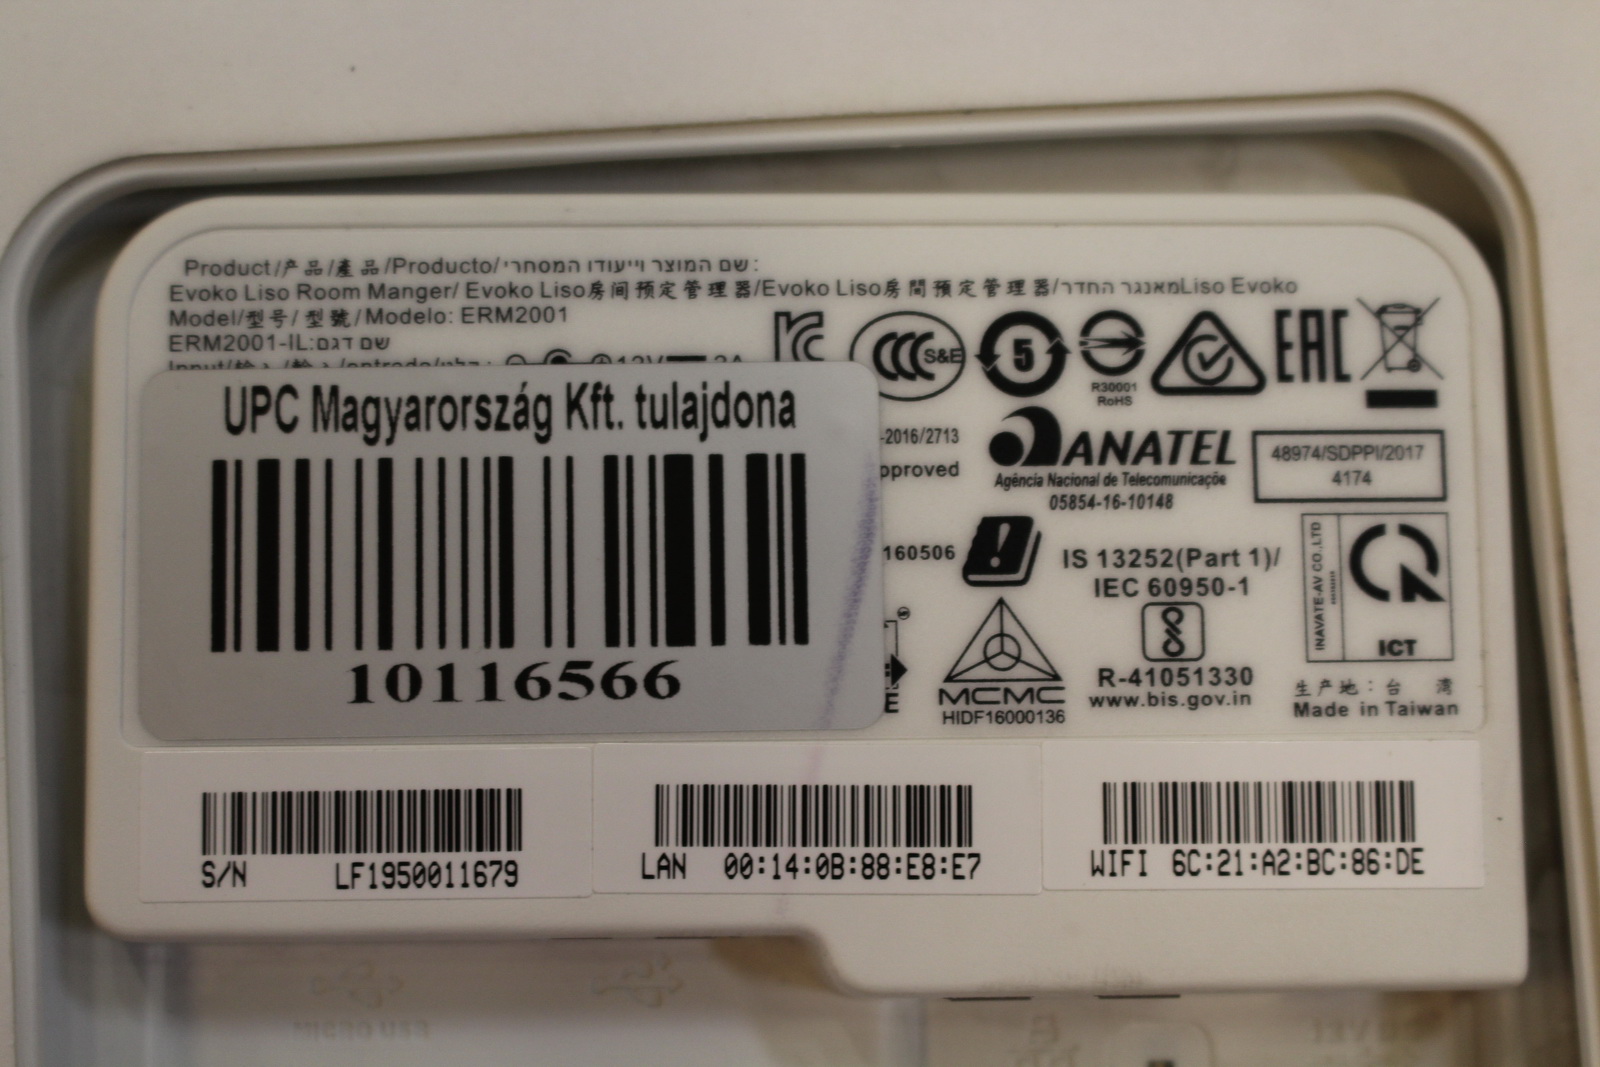 Product/产品/產品/Producto/שם המוצר וייעודו המסחרי:
Evoko Liso Room Manger/ Evoko Liso房间预定管理器/Evoko Liso房間預定管理器/מאנגר החדרLiso Evoko
Model/型号/型號/Modelo: ERM2001
ERM2001-IL:שם דגם
12V 2A
UPC Magyarország Kft. tulajdona
10116566
S&E
5
R30001
RoHS
EAC
-2016/2713
pproved
ANATEL
Agência Nacional de Telecomunicaçõe
05854-16-10148
48974/SDPPI/2017
4174
160506
IS 13252(Part 1)/
IEC 60950-1
R-41051330
www.bis.gov.in
MCMC
HIDF16000136
E
INAVATE-AV CO.,LTD
ICT
生产地：台 湾
Made in Taiwan
S/N LF1950011679
LAN 00:14:0B:88:E8:E7
WIFI 6C:21:A2:BC:86:DE